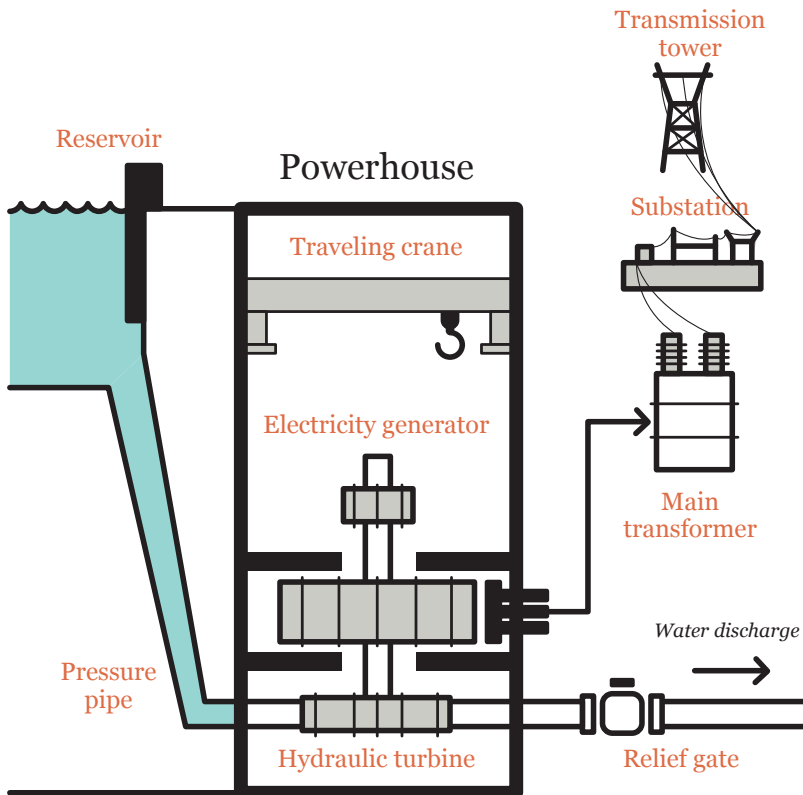 Transmission
tower
Reservoir
Powerhouse
Substation
Traveling crane
Electricity generator
Main
transformer
Water discharge
Pressure
pipe
Hydraulic turbine
Relief gate